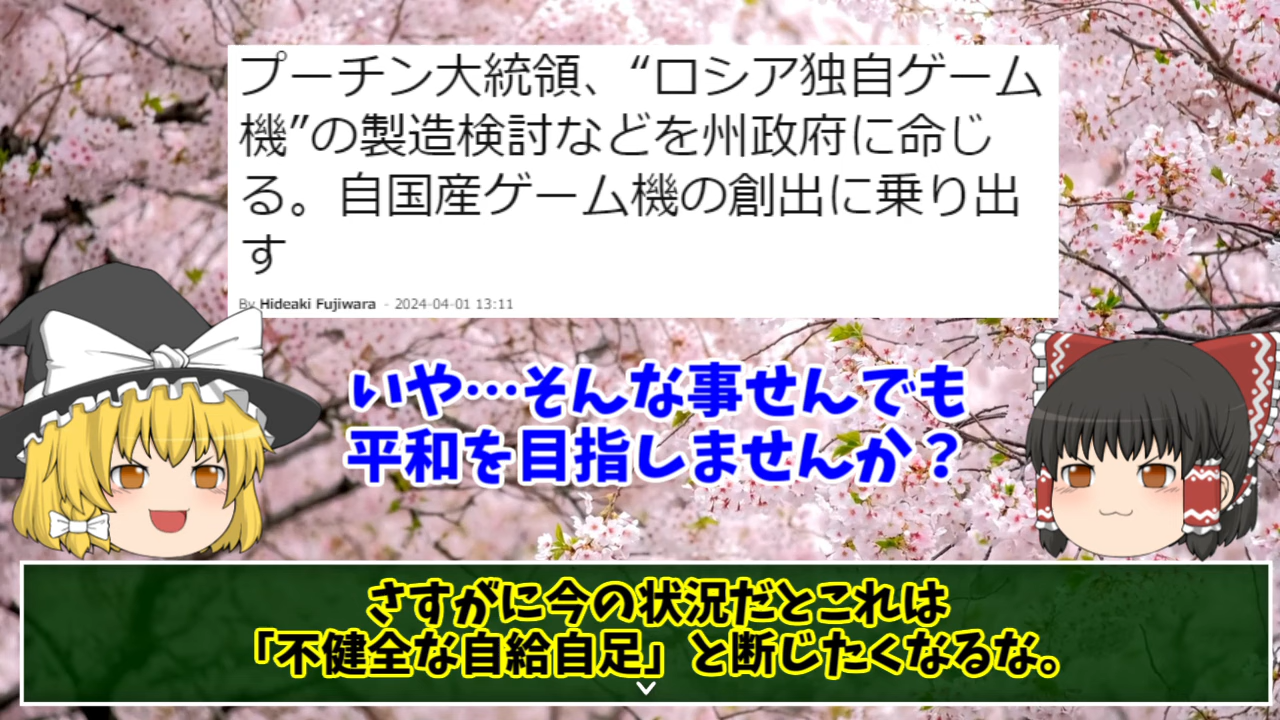 プーチン大統領、“ロシア独自ゲーム
機”の製造検討などを州政府に命じ
る。自国産ゲーム機の創出に乗り出
す
By Hideaki Fujiwara - 2024-04-01 13:11
いや…そんな事せんでも
平和を目指しませんか？
さすがに今の状況だとこれは
「不健全な自給自足」と断じたくなるな。